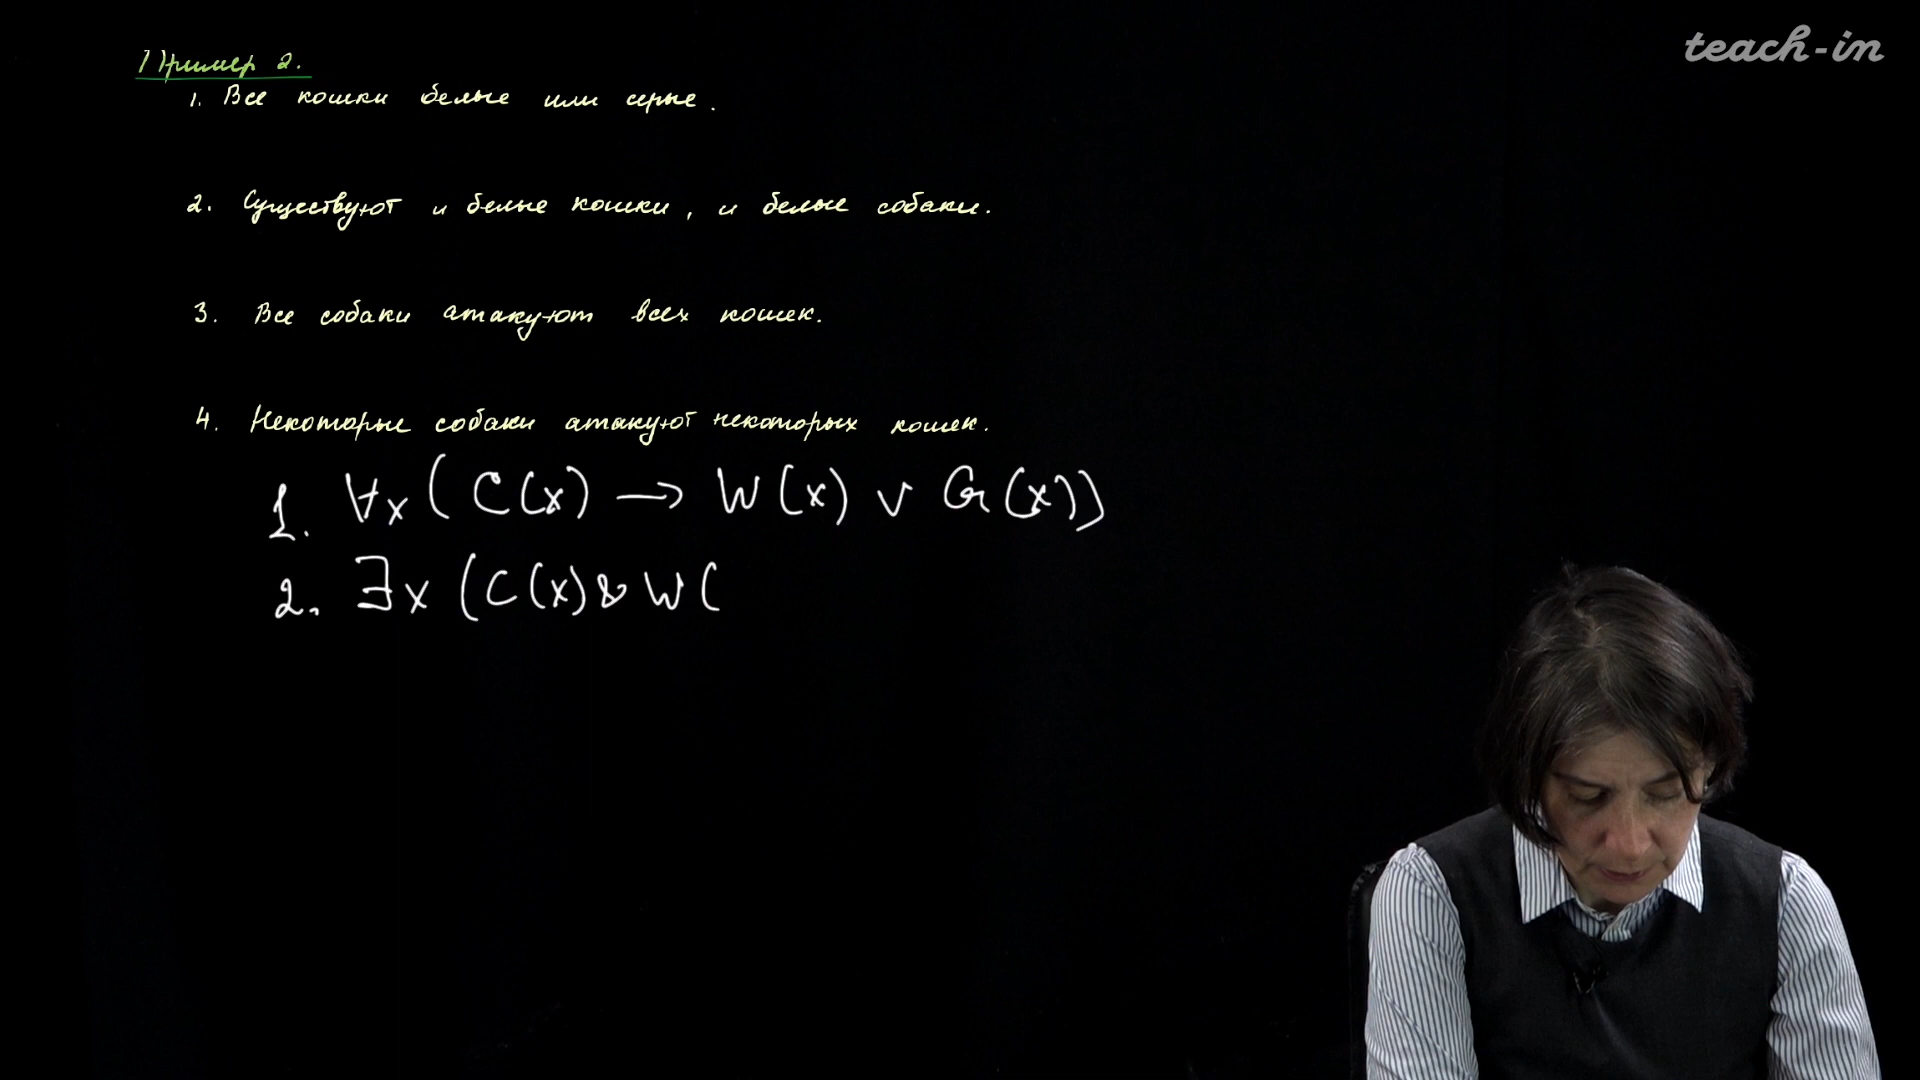 teach-in
Пример 2.
1. Все кошки белые или серые.
2. Существуют и белые кошки, и белые собаки.
3. Все собаки атакуют всех кошек.
4. Некоторые собаки атакуют некоторых кошек.
1. ∀x (C(x) → W(x) ∨ G(x))
2. ∃x (C(x) & W(